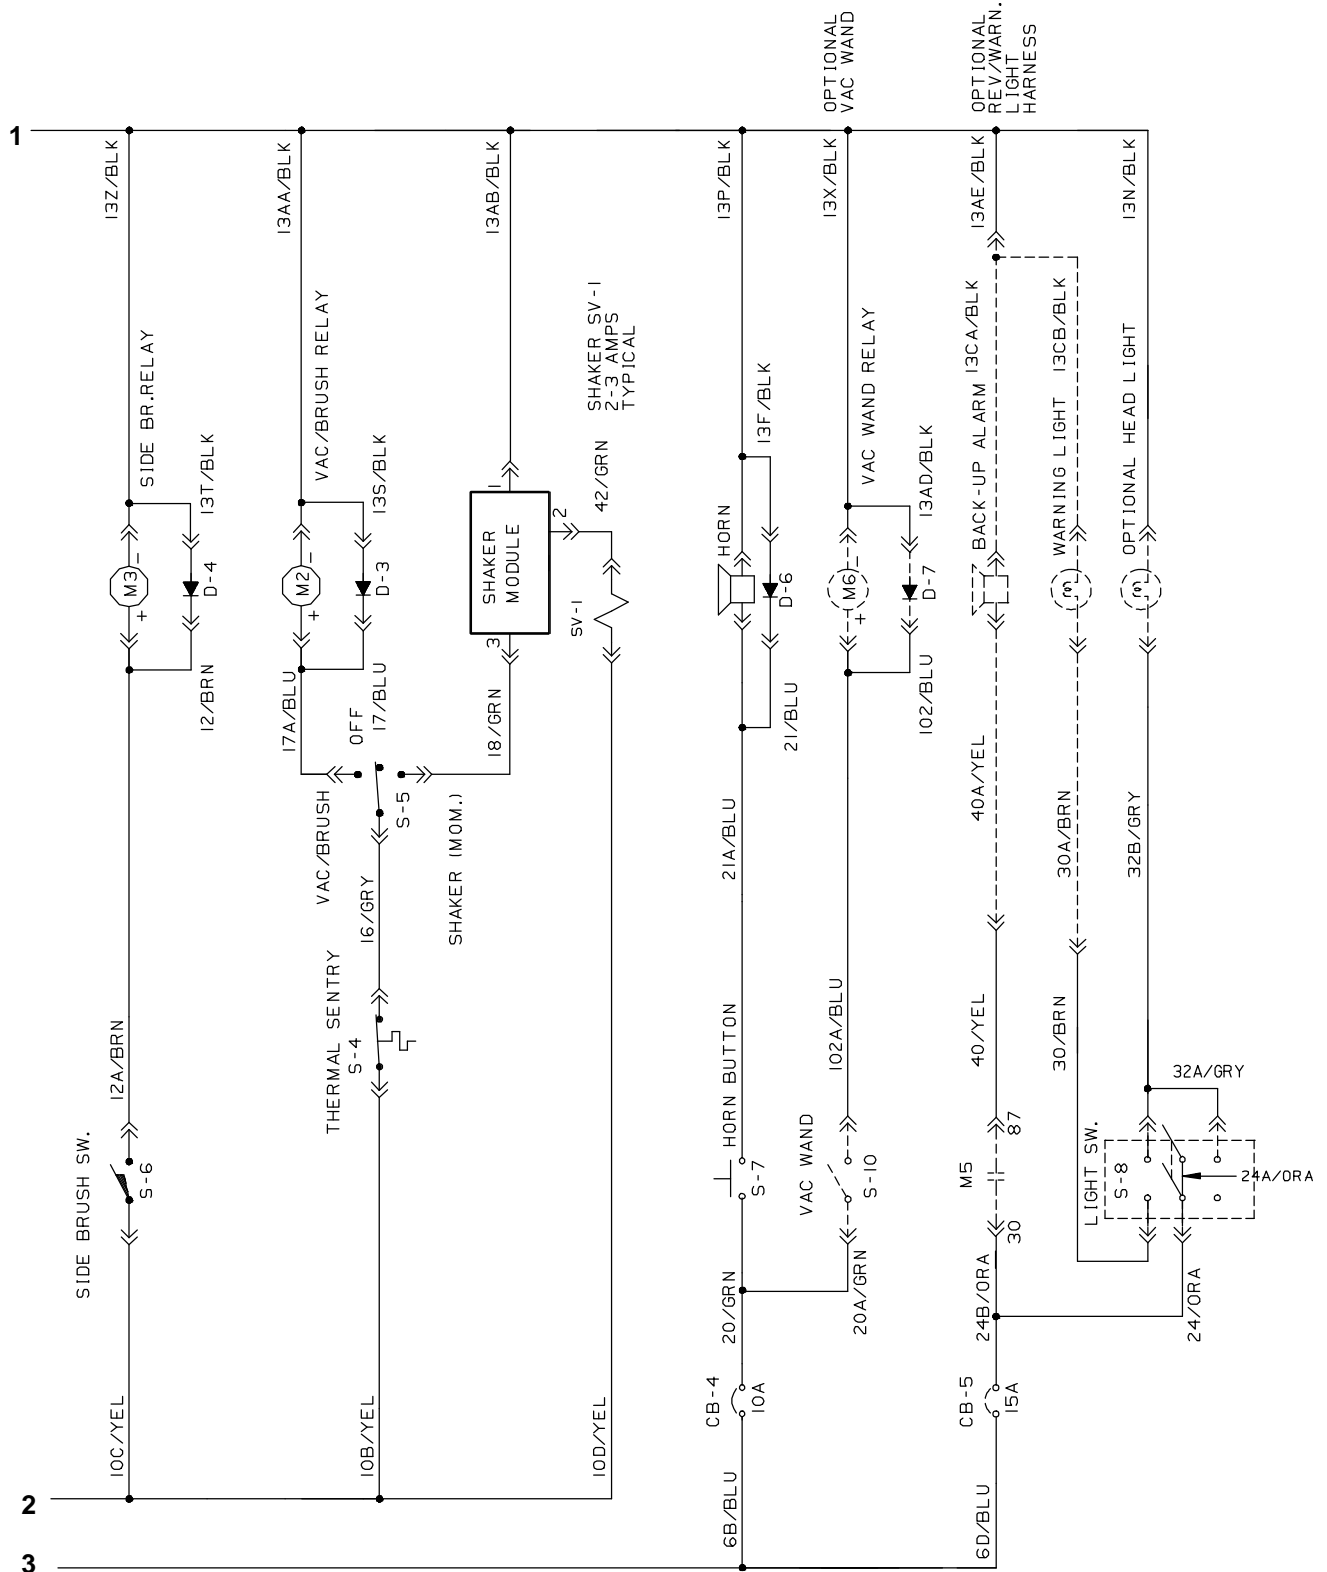 OPTIONAL
VAC WAND
OPTIONAL
REV/WARN.
LIGHT
HARNESS
1
13Z/BLK
13AA/BLK
13AB/BLK
13P/BLK
13X/BLK
13AE/BLK
13N/BLK
SIDE BR.RELAY
VAC/BRUSH RELAY
SHAKER SV-1
2-3 AMPS
TYPICAL
13F/BLK
VAC WAND RELAY
BACK-UP ALARM
13CA/BLK
WARNING LIGHT
13CB/BLK
OPTIONAL HEAD LIGHT
13T/BLK
13S/BLK
42/GRN
13AD/BLK
M3
-
+
D-4
M2
-
+
D-3
1
SHAKER
MODULE
2
3
SV-1
HORN
D-6
M6
-
+
D-7
12/BRN
17A/BLU
OFF
17/BLU
18/GRN
21/BLU
102/BLU
VAC/BRUSH
S-5
SHAKER (MOM.)
40A/YEL
30A/BRN
32B/GRY
21A/BLU
16/GRY
THERMAL SENTRY
S-4
12A/BRN
HORN BUTTON
102A/BLU
40/YEL
30/BRN
32A/GRY
SIDE BRUSH SW.
S-6
S-7
VAC WAND
S-10
M5
87
30
LIGHT SW.
S-8
24A/ORA
20/GRN
20A/GRN
24B/ORA
24/ORA
CB-4
10A
CB-5
15A
10C/YEL
10B/YEL
10D/YEL
6B/BLU
6D/BLU
2
3